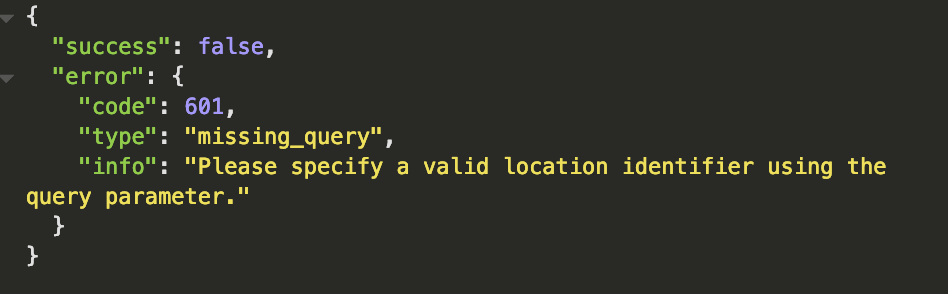 {
"success": false,
"error": {
"code": 601,
"type": "missing_query",
"info": "Please specify a valid location identifier using the
query parameter."
}
}